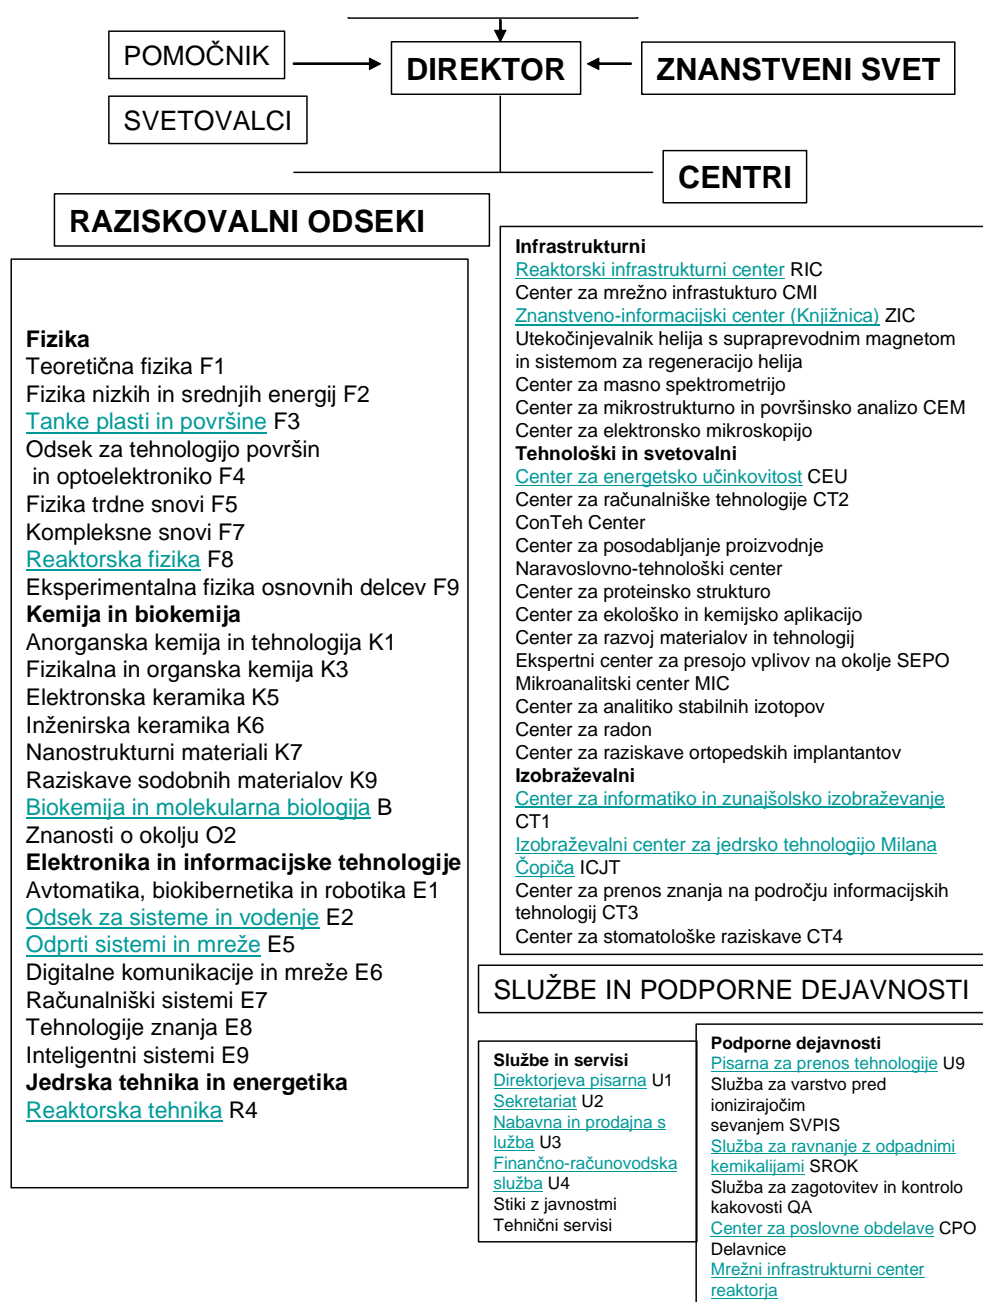 POMOČNIK
DIREKTOR
ZNANSTVENI SVET
SVETOVALCI
CENTRI
RAZISKOVALNI ODSEKI
Fizika
Teoretična fizika F1
Fizika nizkih in srednjih energij F2
Tanke plasti in površine F3
Odsek za tehnologijo površin
in optoelektroniko F4
Fizika trdne snovi F5
Kompleksne snovi F7
Reaktorska fizika F8
Eksperimentalna fizika osnovnih delcev F9
Kemija in biokemija
Anorganska kemija in tehnologija K1
Fizikalna in organska kemija K3
Elektronska keramika K5
Inženirska keramika K6
Nanostrukturni materiali K7
Raziskave sodobnih materialov K9
Biokemija in molekularna biologija B
Znanosti o okolju O2
Elektronika in informacijske tehnologije
Avtomatika, biokibernetika in robotika E1
Odsek za sisteme in vodenje E2
Odprti sistemi in mreže E5
Digitalne komunikacije in mreže E6
Računalniški sistemi E7
Tehnologije znanja E8
Inteligentni sistemi E9
Jedrska tehnika in energetika
Reaktorska tehnika R4
Infrastrukturni
Reaktorski infrastrukturni center RIC
Center za mrežno infrastukturo CMI
Znanstveno-informacijski center (Knjižnica) ZIC
Utekočinjevalnik helija s supraprevodnim magnetom
in sistemom za regeneracijo helija
Center za masno spektrometrijo
Center za mikrostrukturno in površinsko analizo CEM
Center za elektronsko mikroskopijo
Tehnološki in svetovalni
Center za energetsko učinkovitost CEU
Center za računalniške tehnologije CT2
ConTeh Center
Center za posodabljanje proizvodnje
Naravoslovno-tehnološki center
Center za proteinsko strukturo
Center za ekološko in kemijsko aplikacijo
Center za razvoj materialov in tehnologij
Ekspertni center za presojo vplivov na okolje SEPO
Mikroanalitski center MIC
Center za analitiko stabilnih izotopov
Center za radon
Center za raziskave ortopedskih implantantov
Izobraževalni
Center za informatiko in zunajšolsko izobraževanje
CT1
Izobraževalni center za jedrsko tehnologijo Milana
Čopiča ICJT
Center za prenos znanja na področju informacijskih
tehnologij CT3
Center za stomatološke raziskave CT4
SLUŽBE IN PODPORNE DEJAVNOSTI
Službe in servisi
Direktorjeva pisarna U1
Sekretariat U2
Nabavna in prodajna s
lužba U3
Finančno-računovodska
služba U4
Stiki z javnostmi
Tehnični servisi
Podporne dejavnosti
Pisarna za prenos tehnologije U9
Služba za varstvo pred
ionizirajočim
sevanjem SVPIS
Služba za ravnanje z odpadnimi
kemikalijami SROK
Služba za zagotovitev in kontrolo
kakovosti QA
Center za poslovne obdelave CPO
Delavnice
Mrežni infrastrukturni center
reaktorja